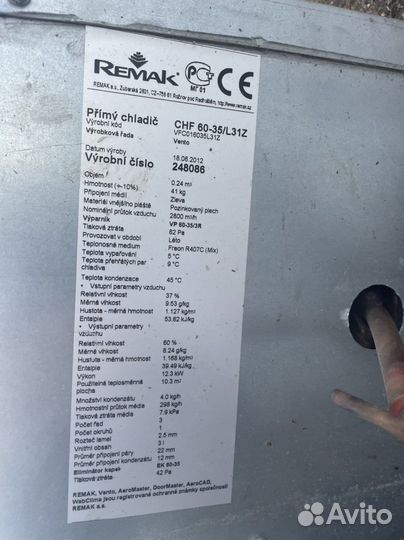 REMAK
PG
МГ 01
CE
REMAK a.s., Zuberská 2601, CZ-756 61 Rožnov pod Radhoštěm, http://www.remak.cz
Přímý chladič CHF 60-35/L31Z
Výrobní kód VFC016035L31Z
Výrobková řada Vento
Datum výroby 18.06.2012
Výrobní číslo 248086
Objem 0.24 m³
Hmotnost (+-10%) 41 kg
Připojení médií Zleva
Materiál vnějšího pláště Pozinkovaný plech
Nominální průtok vzduchu 2800 m³/h
Výparník VP 60-35/3R
Tlaková ztráta 82 Pa
Provozovat v období Léto
Teplonosné medium Freon R407C (Mix)
Teplota vypařování 5 °C
Teplota přehřátých par chladiva 9 °C
Teplota kondenzace 45 °C
• Vstupní parametry vzduchu
Relativní vlhkost 37 %
Měrná vlhkost 9.53 g/kg
Hustota - měrná hmotnost 1.127 kg/m³
Entalpie 53.62 kJ/kg
• Výstupní parametry vzduchu
Relativní vlhkost 60 %
Měrná vlhkost 8.24 g/kg
Hustota - měrná hmotnost 1.168 kg/m³
Entalpie 39.49 kJ/kg
Výkon 12.3 kW
Použitelná teplosměnná plocha 10.3 m²
Množství kondenzátu 4.0 kg/h
Hmotnostní průtok média 298 kg/h
Tlaková ztráta 7.9 kPa
Počet řad 3
Počet okruhů 1
Rozteč lamel 2.5 mm
Vnitřní obsah 3 l
Průměr připojení páry 22 mm
Průměr připojení kondenzátu 12 mm
Eliminátor kapek EK 60-35
Tlaková ztráta 42 Pa
REMAK, Vento, AeroMaster, DoorMaster, AeroCAD,
WebClima jsou registrované ochranné známky společnosti
REMAK a.s.
Avito